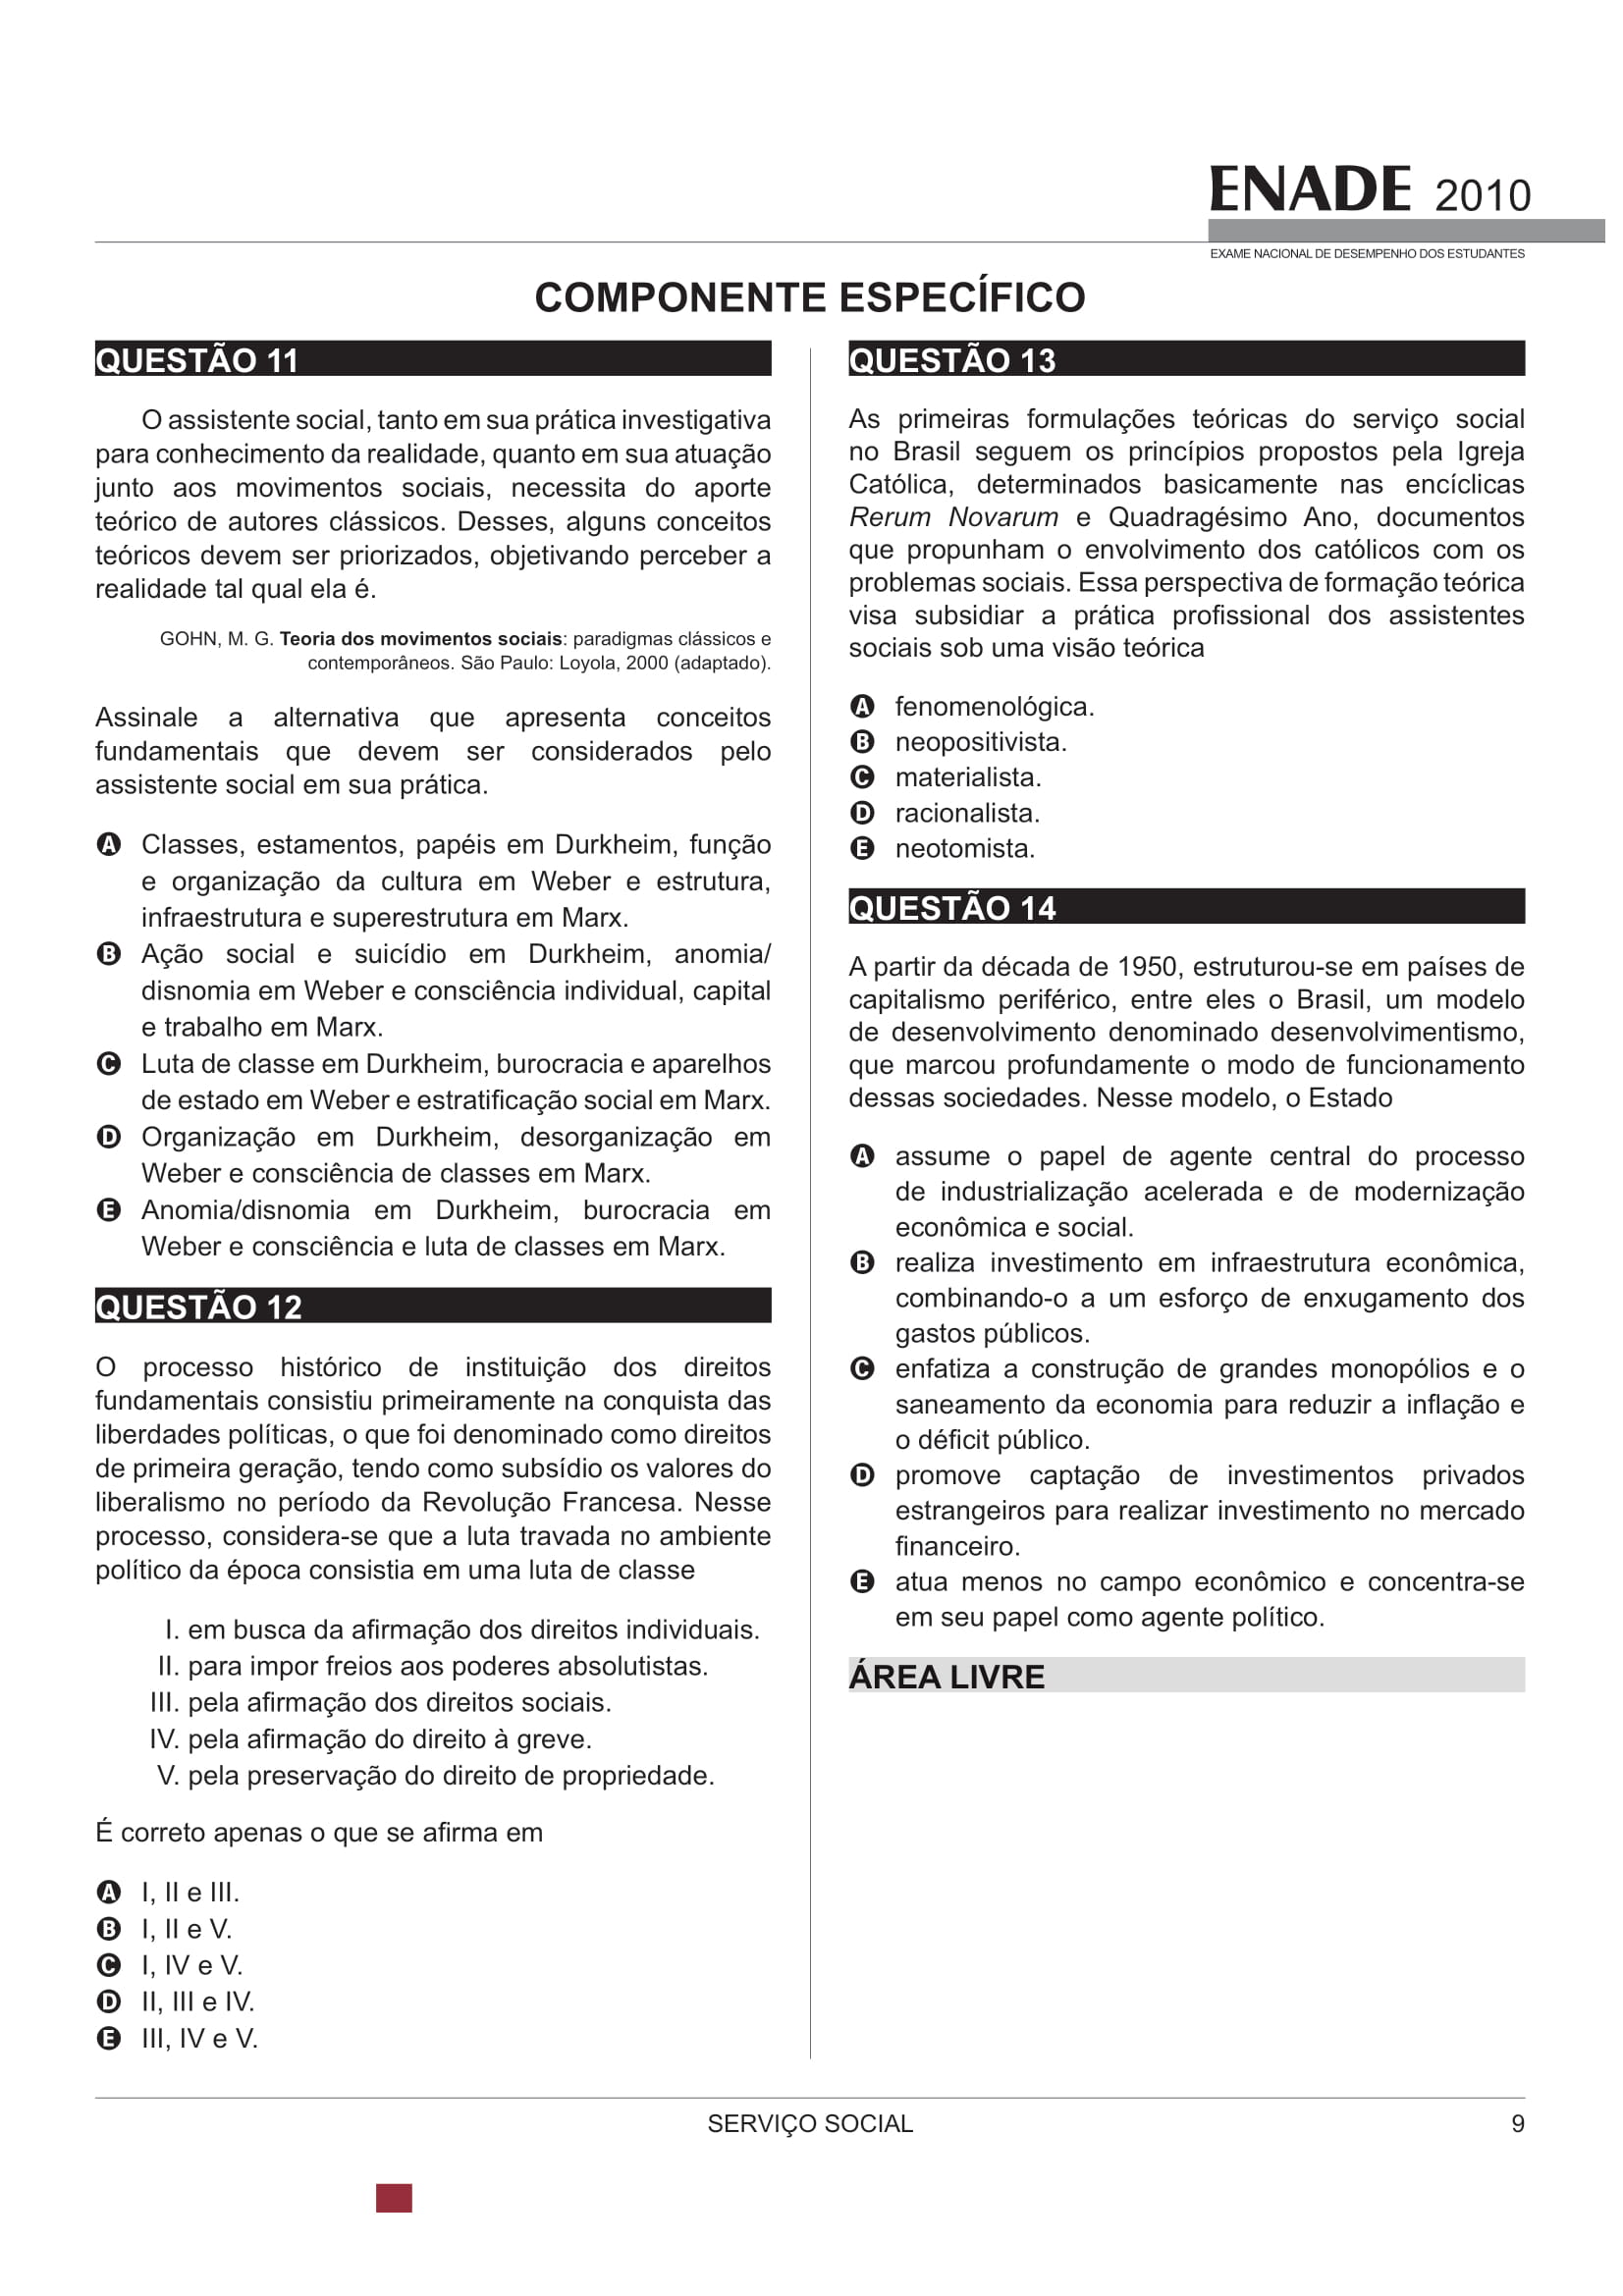 ENADE 2010
EXAME NACIONAL DE DESEMPENHO DOS ESTUDANTES
COMPONENTE ESPECÍFICO
QUESTÃO 11
O assistente social, tanto em sua prática investigativa
para conhecimento da realidade, quanto em sua atuação
junto aos movimentos sociais, necessita do aporte
teórico de autores clássicos. Desses, alguns conceitos
teóricos devem ser priorizados, objetivando perceber a
realidade tal qual ela é.
GOHN, M. G. Teoria dos movimentos sociais: paradigmas clássicos e
contemporâneos. São Paulo: Loyola, 2000 (adaptado).
Assinale a alternativa que apresenta conceitos
fundamentais que devem ser considerados pelo
assistente social em sua prática.
A Classes, estamentos, papéis em Durkheim, função
e organização da cultura em Weber e estrutura,
infraestrutura e superestrutura em Marx.
B Ação social e suicídio em Durkheim, anomia/
disnomia em Weber e consciência individual, capital
e trabalho em Marx.
C Luta de classe em Durkheim, burocracia e aparelhos
de estado em Weber e estratificação social em Marx.
D Organização em Durkheim, desorganização em
Weber e consciência de classes em Marx.
E Anomia/disnomia em Durkheim, burocracia em
Weber e consciência e luta de classes em Marx.
QUESTÃO 12
O processo histórico de instituição dos direitos
fundamentais consistiu primeiramente na conquista das
liberdades políticas, o que foi denominado como direitos
de primeira geração, tendo como subsídio os valores do
liberalismo no período da Revolução Francesa. Nesse
processo, considera-se que a luta travada no ambiente
político da época consistia em uma luta de classe
I. em busca da afirmação dos direitos individuais.
II. para impor freios aos poderes absolutistas.
III. pela afirmação dos direitos sociais.
IV. pela afirmação do direito à greve.
V. pela preservação do direito de propriedade.
É correto apenas o que se afirma em
A I, II e III.
B I, II e V.
C I, IV e V.
D II, III e IV.
E III, IV e V.
QUESTÃO 13
As primeiras formulações teóricas do serviço social
no Brasil seguem os princípios propostos pela Igreja
Católica, determinados basicamente nas encíclicas
Rerum Novarum e Quadragésimo Ano, documentos
que propunham o envolvimento dos católicos com os
problemas sociais. Essa perspectiva de formação teórica
visa subsidiar a prática profissional dos assistentes
sociais sob uma visão teórica
A fenomenológica.
B neopositivista.
C materialista.
D racionalista.
E neotomista.
QUESTÃO 14
A partir da década de 1950, estruturou-se em países de
capitalismo periférico, entre eles o Brasil, um modelo
de desenvolvimento denominado desenvolvimentismo,
que marcou profundamente o modo de funcionamento
dessas sociedades. Nesse modelo, o Estado
A assume o papel de agente central do processo
de industrialização acelerada e de modernização
econômica e social.
B realiza investimento em infraestrutura econômica,
combinando-o a um esforço de enxugamento dos
gastos públicos.
C enfatiza a construção de grandes monopólios e o
saneamento da economia para reduzir a inflação e
o déficit público.
D promove captação de investimentos privados
estrangeiros para realizar investimento no mercado
financeiro.
E atua menos no campo econômico e concentra-se
em seu papel como agente político.
ÁREA LIVRE
SERVIÇO SOCIAL
9